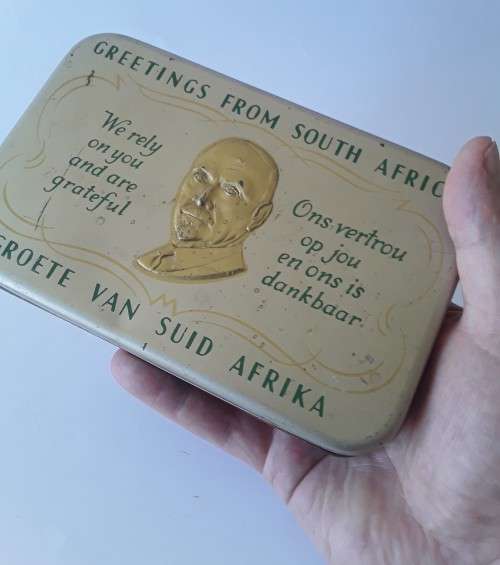 GREETINGS FROM SOUTH AFRIC
We rely
on you
and are
grateful
Ons vertrou
op jou
en ons is
dankbaar
GROETE VAN SUID AFRIKA